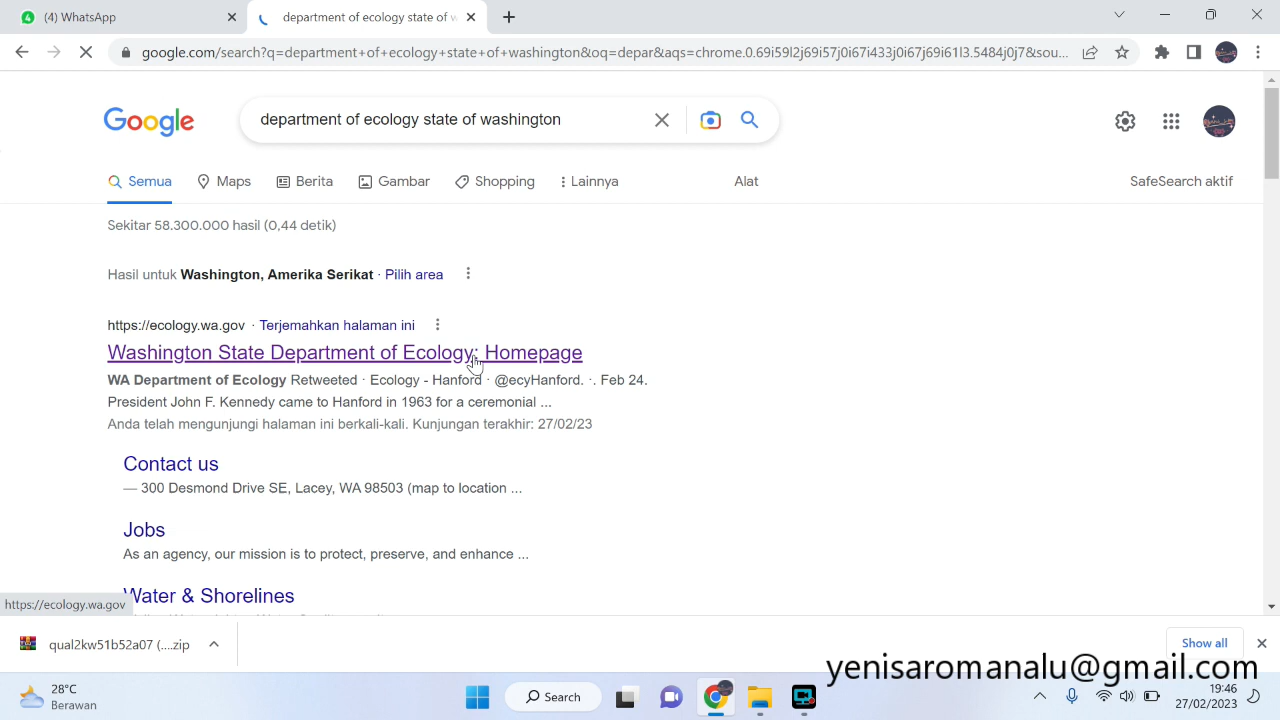 (4) WhatsApp
department of ecology state of w
google.com/search?q=department+of+ecology+state+of+washington&oq=depar&aqs=chrome.0.69i59l2j69i57j0i67i433j0i67j69i61l3.5484j0j7&sou...
Google
department of ecology state of washington
Semua
Maps
Berita
Gambar
Shopping
Lainnya
Alat
SafeSearch aktif
Sekitar 58.300.000 hasil (0,44 detik)
Hasil untuk Washington, Amerika Serikat · Pilih area
https://ecology.wa.gov · Terjemahkan halaman ini
Washington State Department of Ecology: Homepage
WA Department of Ecology Retweeted · Ecology - Hanford · @ecyHanford. ·. Feb 24.
President John F. Kennedy came to Hanford in 1963 for a ceremonial ...
Anda telah mengunjungi halaman ini berkali-kali. Kunjungan terakhir: 27/02/23
Contact us
— 300 Desmond Drive SE, Lacey, WA 98503 (map to location ...
Jobs
As an agency, our mission is to protect, preserve, and enhance ...
Water & Shorelines
https://ecology.wa.gov
qual2kw51b52a07 (....zip
Show all
yenisaromanalu@gmail.com
28°C
Berawan
Search
19:46
27/02/2023